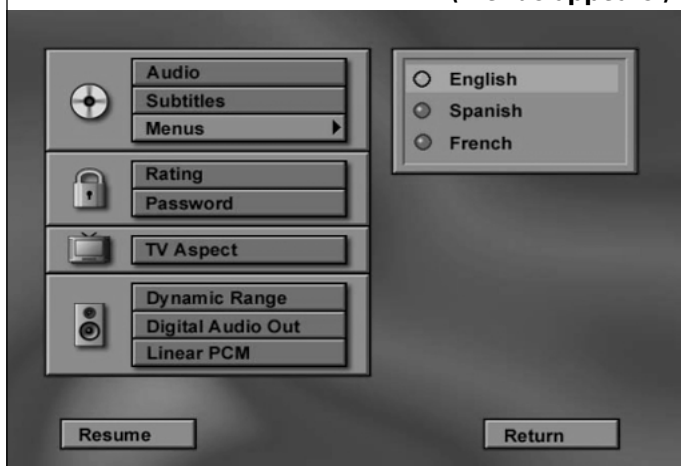 Audio
Subtitles
Menus
Rating
Password
TV Aspect
Dynamic Range
Digital Audio Out
Linear PCM
English
Spanish
French
Resume
Return